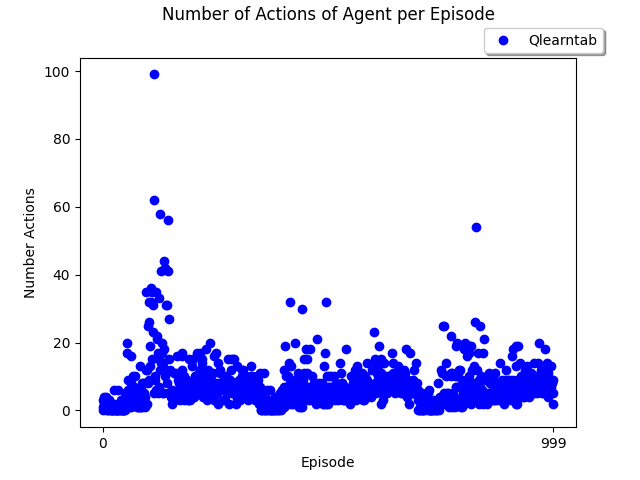 Number of Actions of Agent per Episode
Qlearntab
100
80
60
40
20
0
Number Actions
0 999
Episode